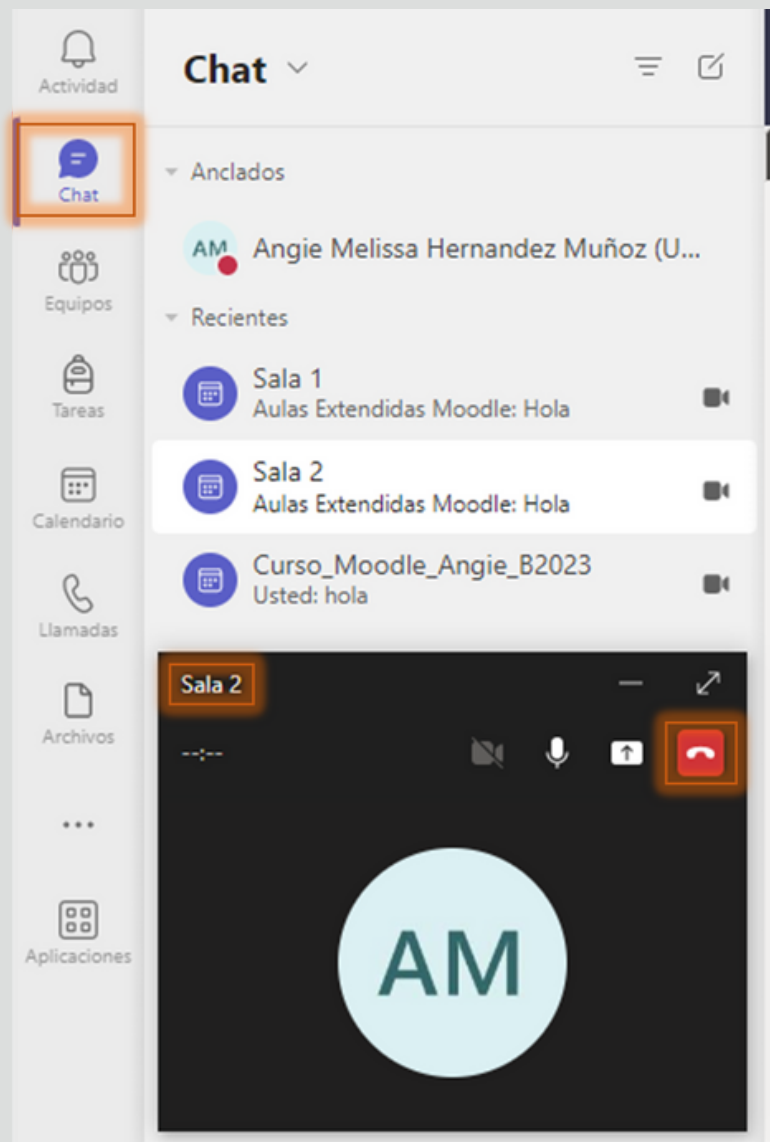 Actividad
Chat
Equipos
Tareas
Calendario
Llamadas
Archivos
...
Aplicaciones
Chat
Anclados
AM Angie Melissa Hernandez Muñoz (U...
Recientes
Sala 1
Aulas Extendidas Moodle: Hola
Sala 2
Aulas Extendidas Moodle: Hola
Curso_Moodle_Angie_B2023
Usted: hola
Sala 2
--:--
AM